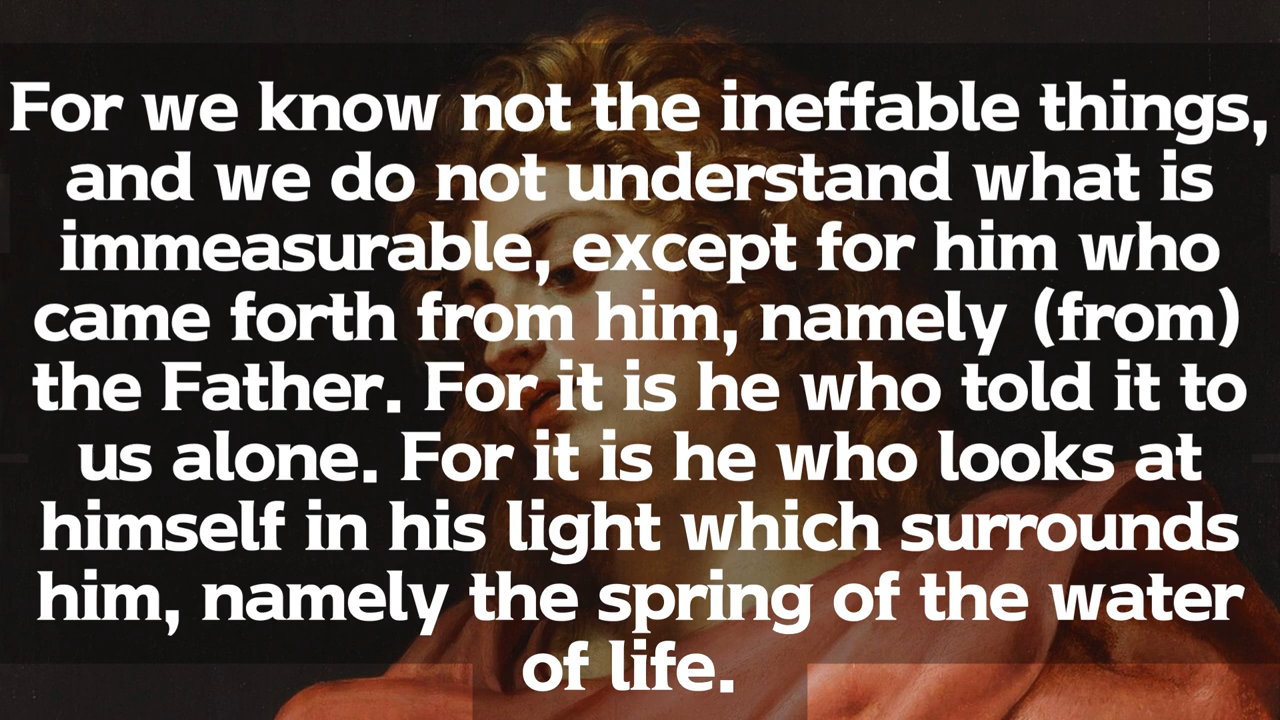 For we know not the ineffable things,
and we do not understand what is
immeasurable, except for him who
came forth from him, namely (from)
the Father. For it is he who told it to
us alone. For it is he who looks at
himself in his light which surrounds
him, namely the spring of the water
of life.